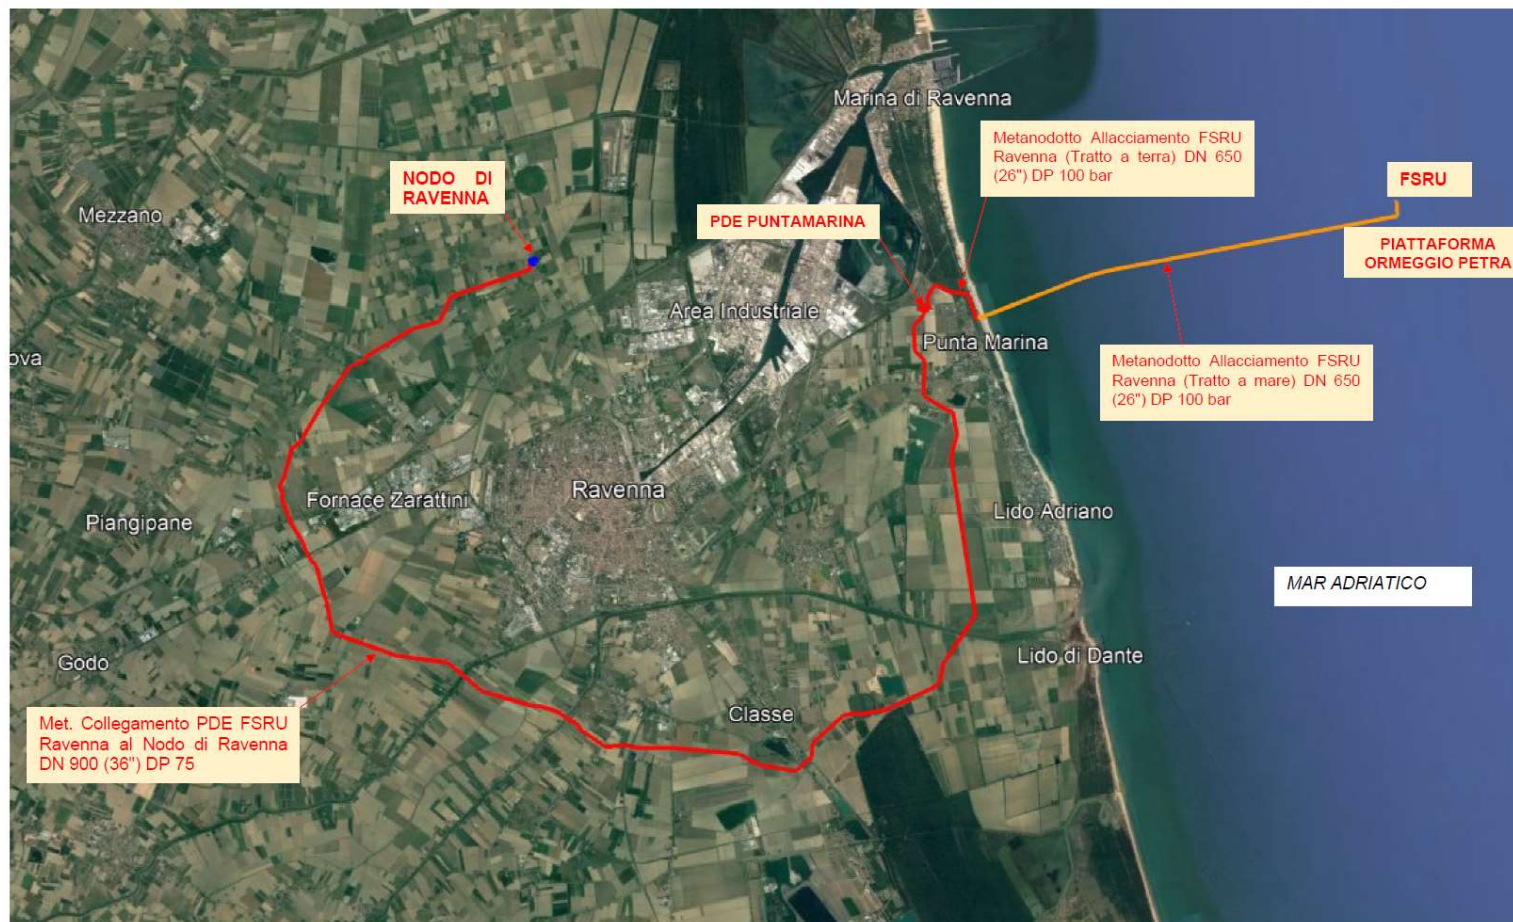 Marina di Ravenna
Metanodotto Allacciamento FSRU
Ravenna (Tratto a terra) DN 650
(26") DP 100 bar
NODO DI
RAVENNA
FSRU
Mezzano
PDE PUNTAMARINA
PIATTAFORMA
ORMEGGIO PETRA
Area Industriale
Punta Marina
ova
Metanodotto Allacciamento FSRU
Ravenna (Tratto a mare) DN 650
(26") DP 100 bar
Ravenna
Fornace Zarattini
Piangipane
Lido Adriano
MAR ADRIATICO
Godo
Lido di Dante
Classe
Met. Collegamento PDE FSRU
Ravenna al Nodo di Ravenna
DN 900 (36") DP 75